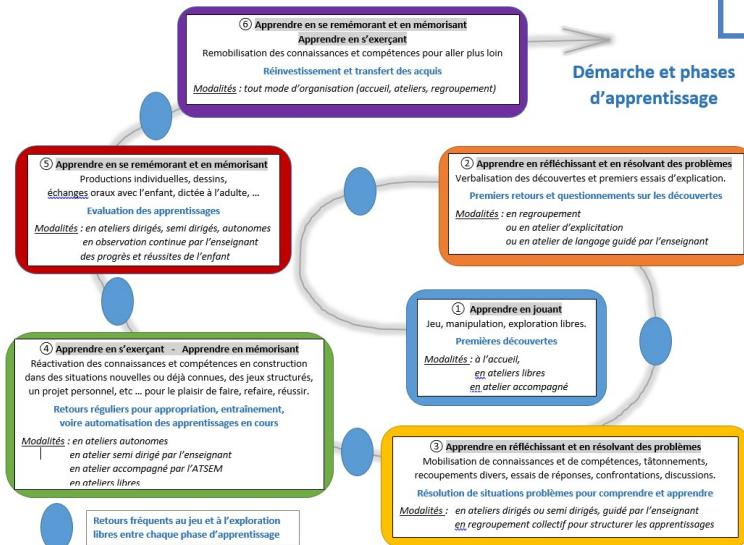 Démarche et phases
d'apprentissage
① Apprendre en jouant
Jeu, manipulation, exploration libres.
Premières découvertes
Modalités : à l'accueil,
en ateliers libres
en atelier accompagné
② Apprendre en réfléchissant et en résolvant des problèmes
Verbalisation des découvertes et premiers essais d'explication.
Premiers retours et questionnements sur les découvertes
Modalités : en regroupement
ou en atelier d'explicitation
ou en atelier de langage guidé par l'enseignant
③ Apprendre en réfléchissant et en résolvant des problèmes
Mobilisation de connaissances et de compétences, tâtonnements,
recoupements divers, essais de réponses, confrontations, discussions.
Résolution de situations problèmes pour comprendre et apprendre
Modalités : en ateliers dirigés ou semi dirigés, guidé par l'enseignant
en regroupement collectif pour structurer les apprentissages
④ Apprendre en s'exerçant - Apprendre en mémorisant
Réactivation des connaissances et compétences en construction
dans des situations nouvelles ou déjà connues, des jeux structurés,
un projet personnel, etc ... pour le plaisir de faire, refaire, réussir.
Retours réguliers pour appropriation, entraînement,
voire automatisation des apprentissages en cours
Modalités : en ateliers autonomes
en atelier semi dirigé par l'enseignant
en atelier accompagné par l'ATSEM
en ateliers libres
⑤ Apprendre en se remémorant et en mémorisant
Productions individuelles, dessins,
échanges oraux avec l'enfant, dictée à l'adulte, ...
Evaluation des apprentissages
Modalités : en ateliers dirigés, semi dirigés, autonomes
en observation continue par l'enseignant
des progrès et réussites de l'enfant
⑥ Apprendre en se remémorant et en mémorisant
Apprendre en s'exerçant
Remobilisation des connaissances et compétences pour aller plus loin
Réinvestissement et transfert des acquis
Modalités : tout mode d'organisation (accueil, ateliers, regroupement)
Retours fréquents au jeu et à l'exploration
libres entre chaque phase d'apprentissage